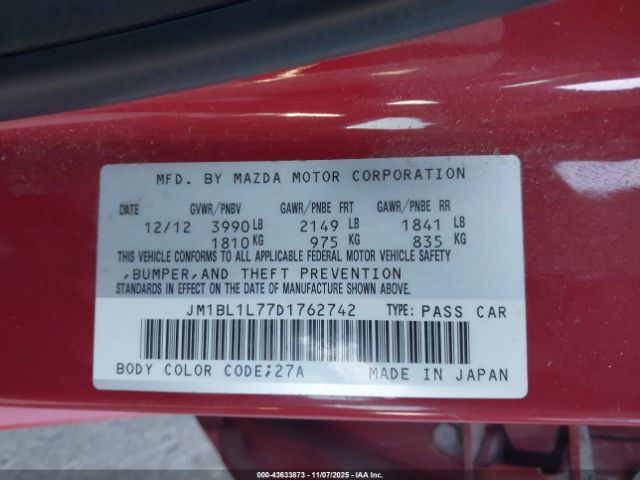 MFD. BY MAZDA MOTOR CORPORATION
DATE GVWR/PNBV GAWR/PNBE FRT GAWR/PNBE RR
12/12 3990 LB 2149 LB 1841 LB
1810 KG 975 KG 835 KG
THIS VEHICLE CONFORMS TO ALL APPLICABLE FEDERAL MOTOR VEHICLE SAFETY
,BUMPER,AND THEFT PREVENTION
STANDARDS IN EFFECT ON THE DATE OF MANUFACTURE SHOWN ABOVE.
JM1BL1L77D1762742 TYPE: PASS CAR
BODY COLOR CODE;27A MADE IN JAPAN
000-43633873 11/07/2025 IAA Inc.